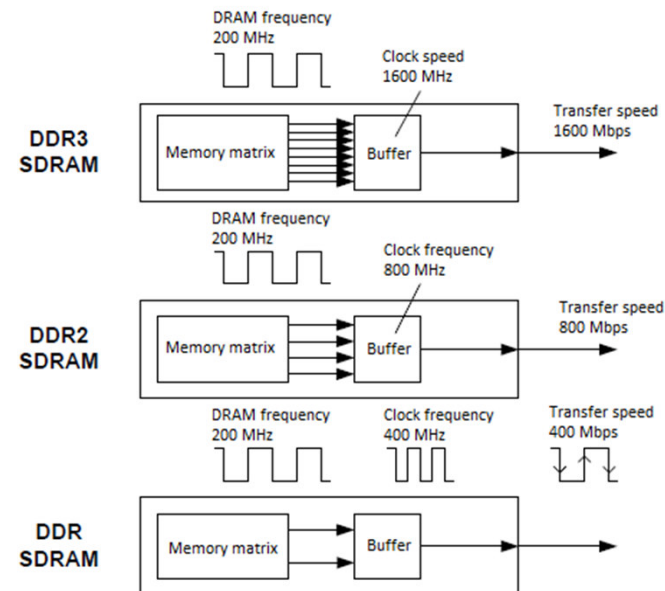 DRAM frequency
200 MHz
Clock speed
1600 MHz
Transfer speed
1600 Mbps
DDR3
SDRAM
Memory matrix
Buffer
DRAM frequency
200 MHz
Clock frequency
800 MHz
Transfer speed
800 Mbps
DDR2
SDRAM
Memory matrix
Buffer
DRAM frequency
200 MHz
Clock frequency
400 MHz
Transfer speed
400 Mbps
DDR
SDRAM
Memory matrix
Buffer